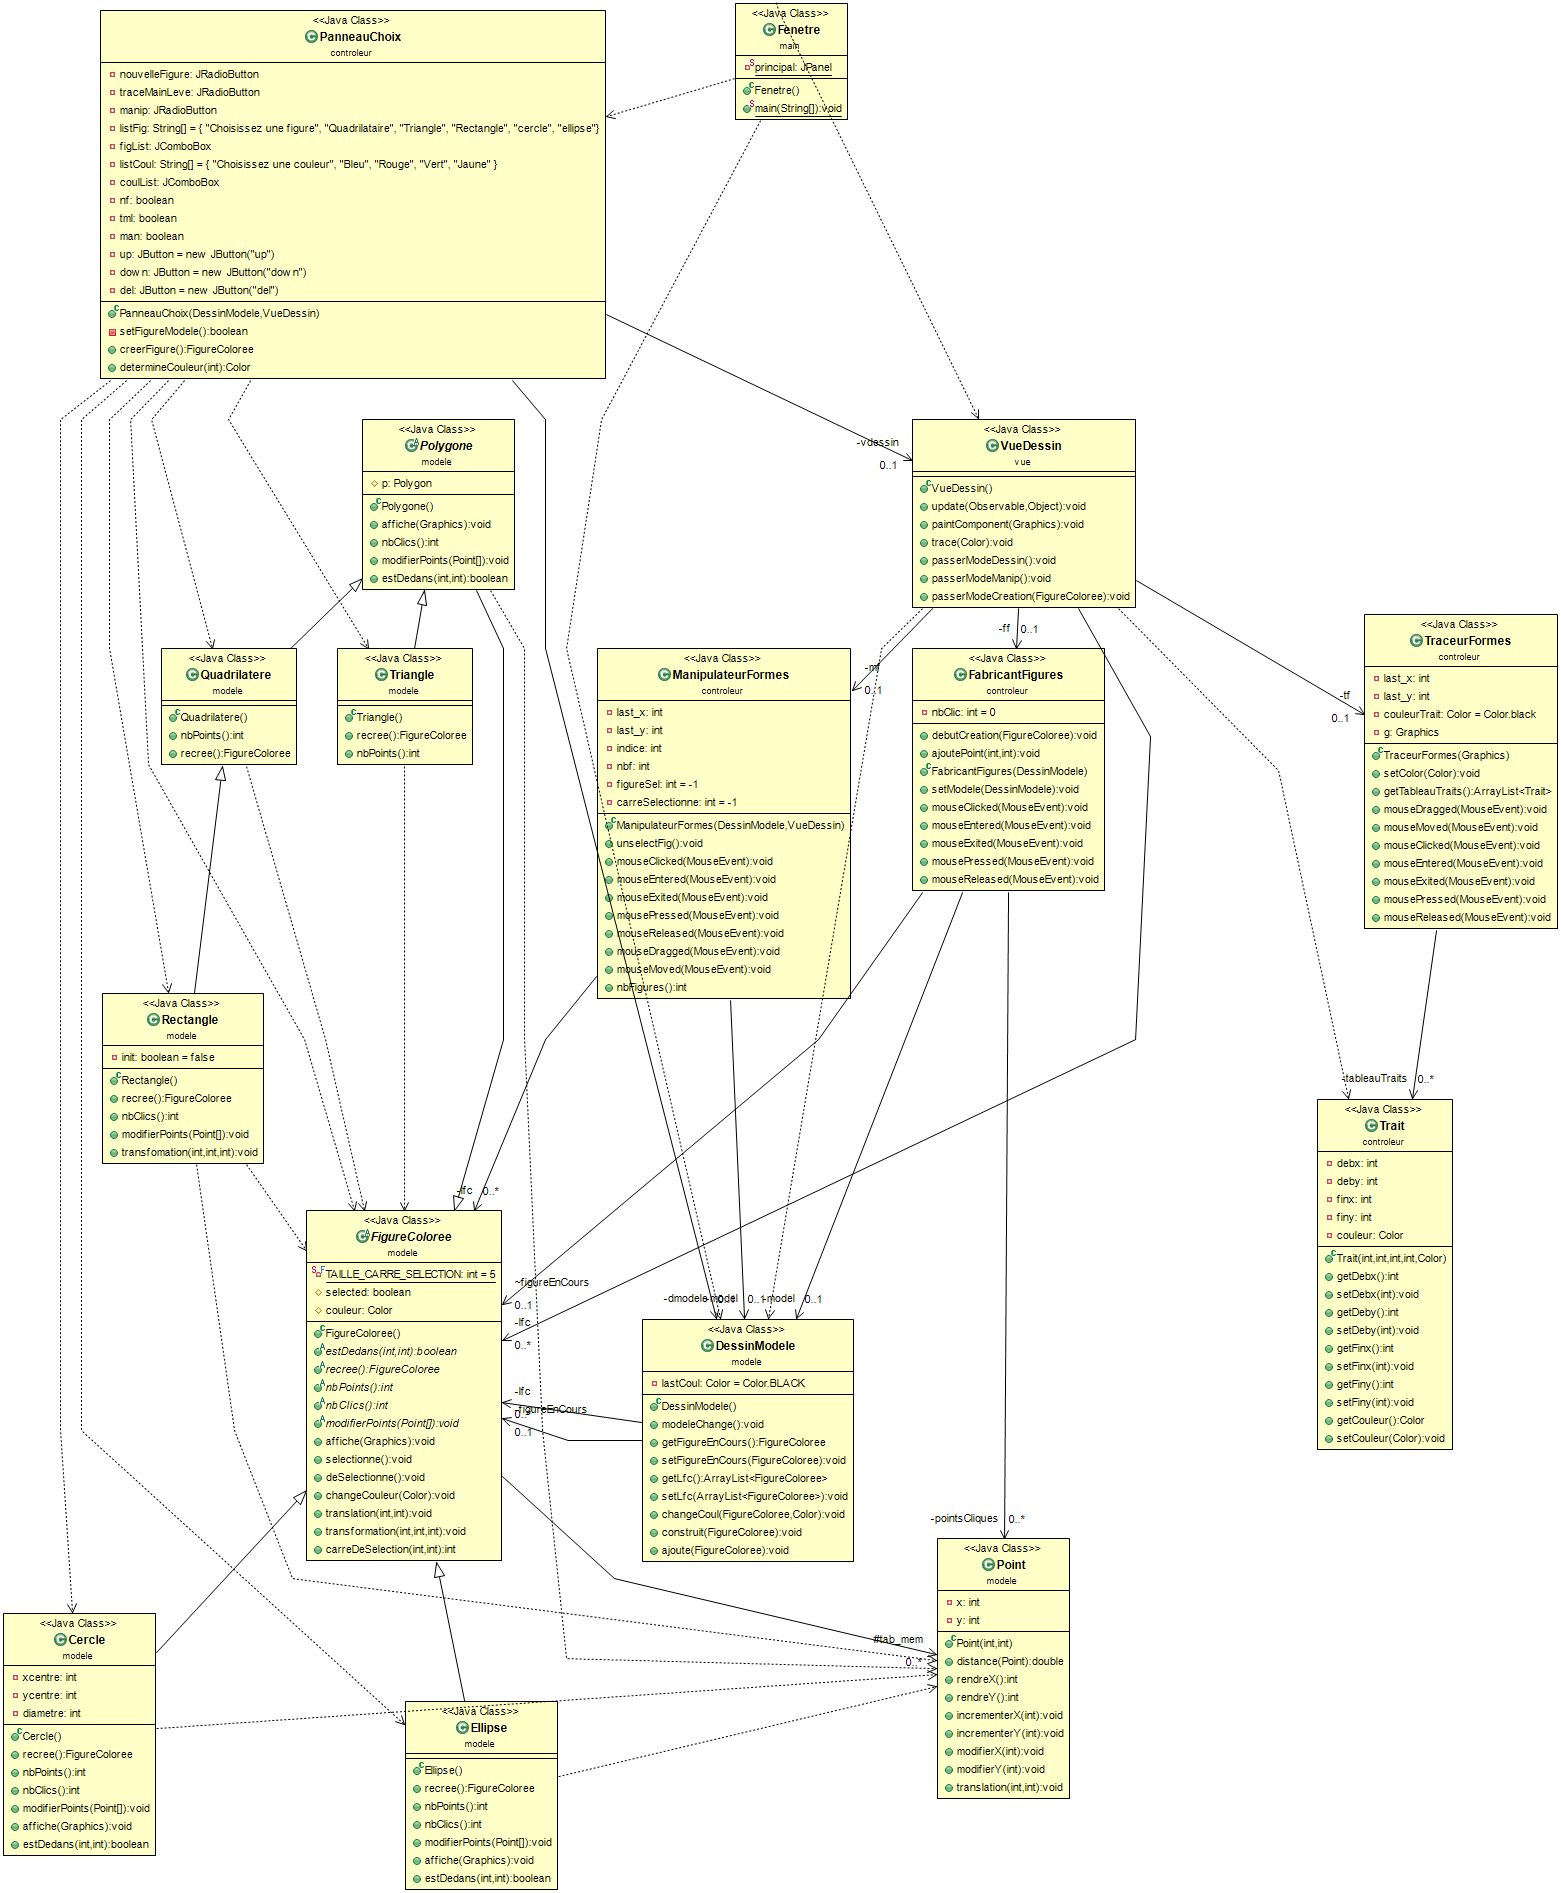 <<Java Class>>
PanneauChoix
controleur
nouvelleFigure: JRadioButton
traceMainLeve: JRadioButton
manip: JRadioButton
listFig: String[] = { "Choisissez une figure", "Quadrilataire", "Triangle", "Rectangle", "cercle", "ellipse"}
figList: JComboBox
listCoul: String[] = { "Choisissez une couleur", "Bleu", "Rouge", "Vert", "Jaune" }
coulList: JComboBox
nf: boolean
tml: boolean
man: boolean
up: JButton = new JButton("up")
down: JButton = new JButton("down")
del: JButton = new JButton("del")
PanneauChoix(DessinModele,VueDessin)
setFigureModele():boolean
creerFigure():FigureColoree
determineCouleur(int):Color
<<Java Class>>
Fenetre
main
principal: JPanel
Fenetre()
main(String[]):void
<<Java Class>>
Polygone
modele
p: Polygon
Polygone()
affiche(Graphics):void
nbClics():int
modifierPoints(Point[]):void
estDedans(int,int):boolean
-vdessin
0..1
<<Java Class>>
VueDessin
vue
VueDessin()
update(Observable,Object):void
paintComponent(Graphics):void
trace(Color):void
passerModeDessin():void
passerModeManip():void
passerModeCreation(FigureColoree):void
<<Java Class>>
Quadrilatere
modele
Quadrilatere()
nbPoints():int
recree():FigureColoree
<<Java Class>>
Triangle
modele
Triangle()
recree():FigureColoree
nbPoints():int
-mf
0..1
-ff 0..1
-tf
0..1
<<Java Class>>
ManipulateurFormes
controleur
last_x: int
last_y: int
indice: int
nbf: int
figureSel: int = -1
carreSelectionne: int = -1
ManipulateurFormes(DessinModele,VueDessin)
unselectFig():void
mouseClicked(MouseEvent):void
mouseEntered(MouseEvent):void
mouseExited(MouseEvent):void
mousePressed(MouseEvent):void
mouseReleased(MouseEvent):void
mouseDragged(MouseEvent):void
mouseMoved(MouseEvent):void
nbFigures():int
<<Java Class>>
FabricantFigures
controleur
nbClic: int = 0
debutCreation(FigureColoree):void
ajoutePoint(int,int):void
FabricantFigures(DessinModele)
setModele(DessinModele):void
mouseClicked(MouseEvent):void
mouseEntered(MouseEvent):void
mouseExited(MouseEvent):void
mousePressed(MouseEvent):void
mouseReleased(MouseEvent):void
<<Java Class>>
TraceurFormes
controleur
last_x: int
last_y: int
couleurTrait: Color = Color.black
g: Graphics
TraceurFormes(Graphics)
setColor(Color):void
getTableauTraits():ArrayList<Trait>
mouseDragged(MouseEvent):void
mouseMoved(MouseEvent):void
mouseClicked(MouseEvent):void
mouseEntered(MouseEvent):void
mouseExited(MouseEvent):void
mousePressed(MouseEvent):void
mouseReleased(MouseEvent):void
<<Java Class>>
Rectangle
modele
init: boolean = false
Rectangle()
recree():FigureColoree
nbClics():int
modifierPoints(Point[]):void
transfomation(int,int,int):void
-tableauTraits 0..*
<<Java Class>>
Trait
controleur
debx: int
deby: int
finx: int
finy: int
couleur: Color
Trait(int,int,int,int,Color)
getDebx():int
setDebx(int):void
getDeby():int
setDeby(int):void
getFinx():int
setFinx(int):void
getFiny():int
setFiny(int):void
getCouleur():Color
setCouleur(Color):void
-lfc 0..*
<<Java Class>>
FigureColoree
modele
TAILLE_CARRE_SELECTION: int = 5
selected: boolean
couleur: Color
FigureColoree()
estDedans(int,int):boolean
recree():FigureColoree
nbPoints():int
nbClics():int
modifierPoints(Point[]):void
affiche(Graphics):void
selectionne():void
deSelectionne():void
changeCouleur(Color):void
translation(int,int):void
transformation(int,int,int):void
carreDeSelection(int,int):int
~figureEnCours
0..1
-lfc
0..*
-lfc
0..*
-figureEnCours
0..1
-dmodele 0..1
-model 0..1
-model 0..1
<<Java Class>>
DessinModele
modele
lastCoul: Color = Color.BLACK
DessinModele()
modeleChange():void
getFigureEnCours():FigureColoree
setFigureEnCours(FigureColoree):void
getLfc():ArrayList<FigureColoree>
setLfc(ArrayList<FigureColoree>):void
changeCoul(FigureColoree,Color):void
construit(FigureColoree):void
ajoute(FigureColoree):void
-pointsCliques 0..*
#tab_mem
0..*
<<Java Class>>
Point
modele
x: int
y: int
Point(int,int)
distance(Point):double
rendreX():int
rendreY():int
incrementerX(int):void
incrementerY(int):void
modifierX(int):void
modifierY(int):void
translation(int,int):void
<<Java Class>>
Cercle
modele
xcentre: int
ycentre: int
diametre: int
Cercle()
recree():FigureColoree
nbPoints():int
nbClics():int
modifierPoints(Point[]):void
affiche(Graphics):void
estDedans(int,int):boolean
<<Java Class>>
Ellipse
modele
Ellipse()
recree():FigureColoree
nbPoints():int
nbClics():int
modifierPoints(Point[]):void
affiche(Graphics):void
estDedans(int,int):boolean